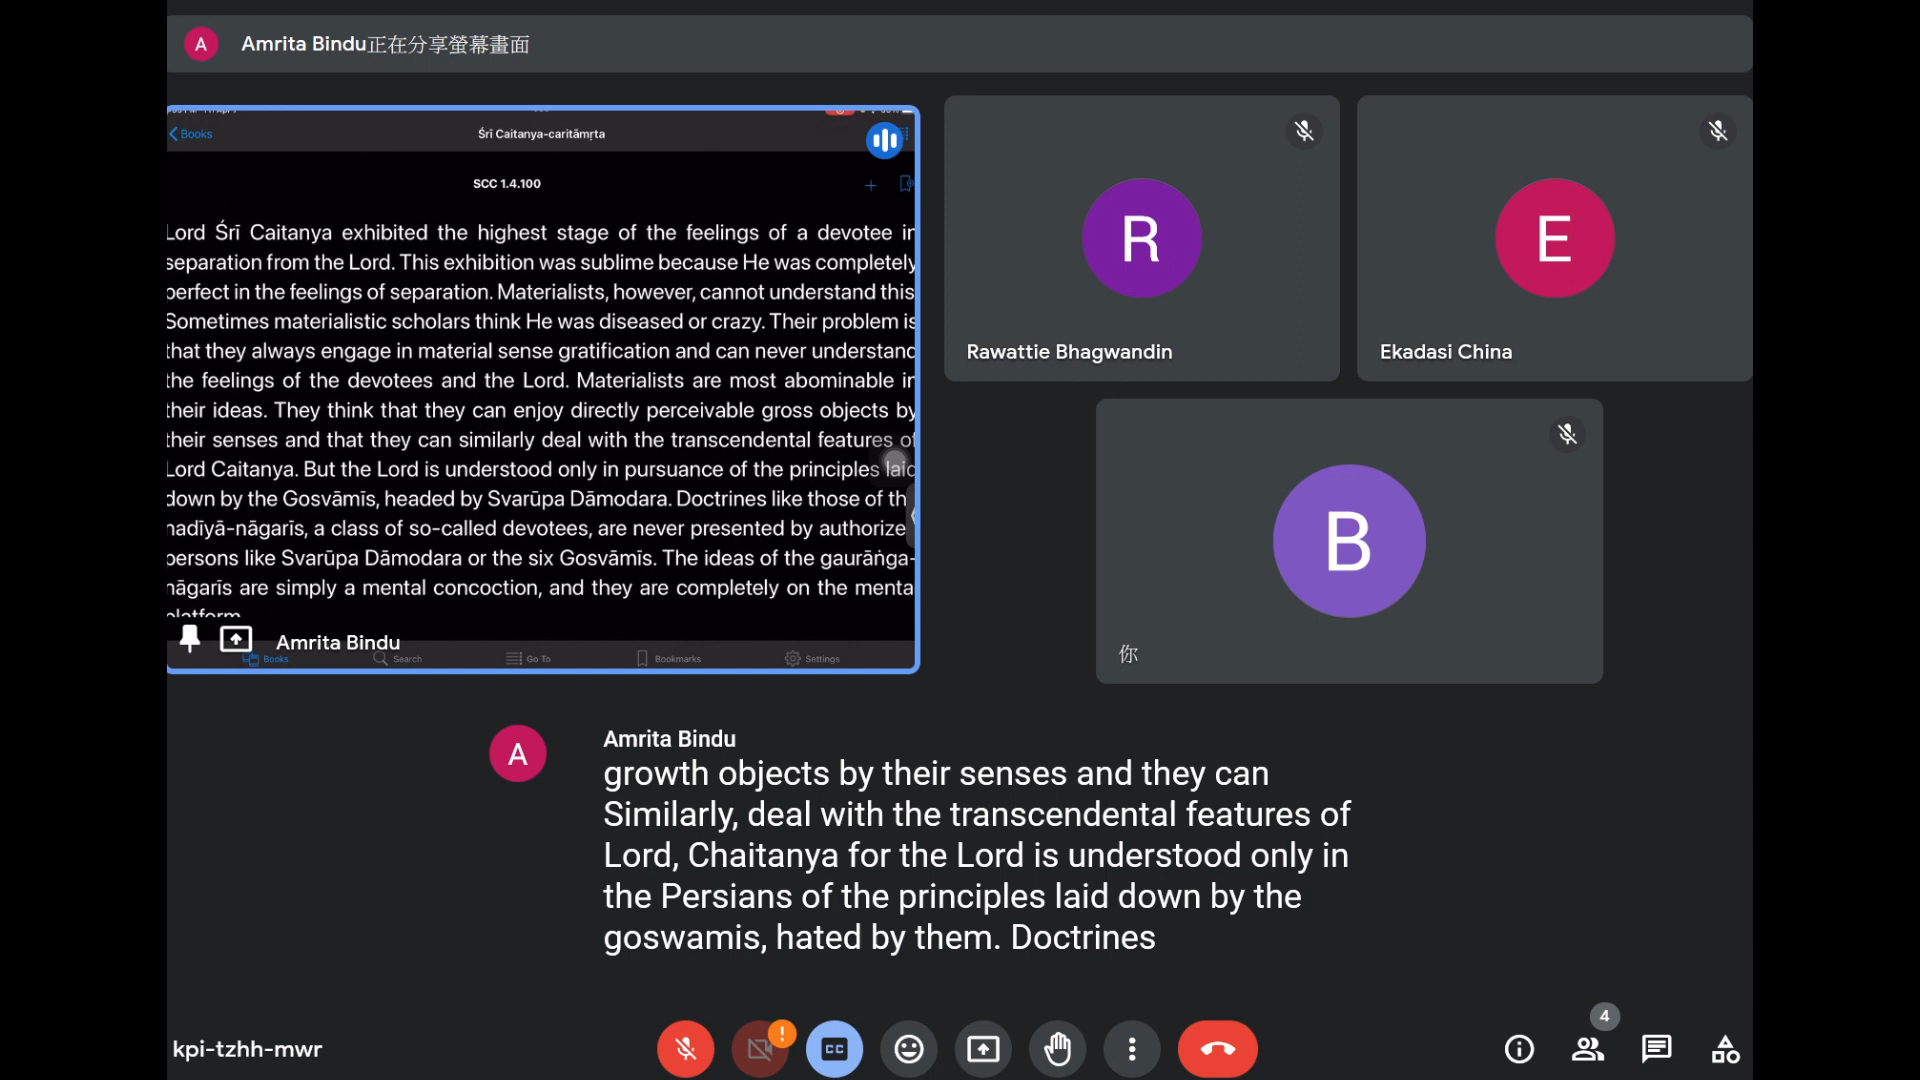 A Amrita Bindu正在分享螢幕畫面
Books
Śrī Caitanya-caritāmṛta
SCC 1.4.100
Lord Śrī Caitanya exhibited the highest stage of the feelings of a devotee in
separation from the Lord. This exhibition was sublime because He was completely
perfect in the feelings of separation. Materialists, however, cannot understand this
Sometimes materialistic scholars think He was diseased or crazy. Their problem is
that they always engage in material sense gratification and can never understand
the feelings of the devotees and the Lord. Materialists are most abominable in
their ideas. They think that they can enjoy directly perceivable gross objects by
their senses and that they can similarly deal with the transcendental features of
Lord Caitanya. But the Lord is understood only in pursuance of the principles laid
down by the Gosvāmīs, headed by Svarūpa Dāmodara. Doctrines like those of th
nadīyā-nāgarīs, a class of so-called devotees, are never presented by authorize
persons like Svarūpa Dāmodara or the six Gosvāmīs. The ideas of the gaurāṅga-
nāgarīs are simply a mental concoction, and they are completely on the menta
platform
Amrita Bindu
Books Search Go To Bookmarks Settings
R
Rawattie Bhagwandin
E
Ekadasi China
B
你
A
Amrita Bindu
growth objects by their senses and they can
Similarly, deal with the transcendental features of
Lord, Chaitanya for the Lord is understood only in
the Persians of the principles laid down by the
goswamis, hated by them. Doctrines
kpi-tzhh-mwr
CC
4